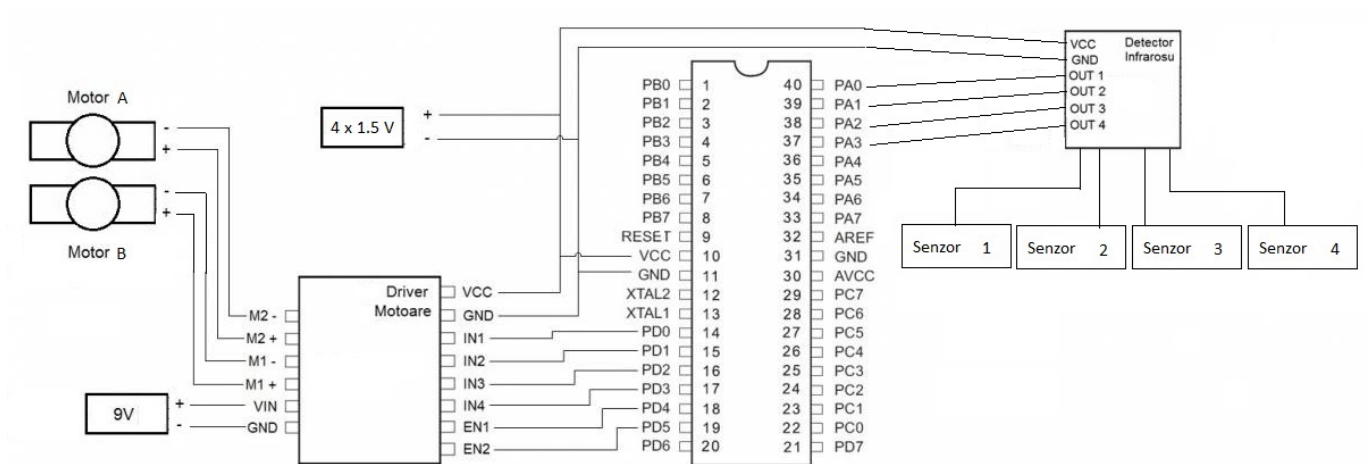 Motor A
-
+
-
+
Motor B
4 x 1.5 V
+
-
9V
+
-
Driver
Motoare
M2 -
M2 +
M1 -
M1 +
VIN
GND
VCC
GND
IN1
IN2
IN3
IN4
EN1
EN2
PB0 1 40 PA0
PB1 2 39 PA1
PB2 3 38 PA2
PB3 4 37 PA3
PB4 5 36 PA4
PB5 6 35 PA5
PB6 7 34 PA6
PB7 8 33 PA7
RESET 9 32 AREF
VCC 10 31 GND
GND 11 30 AVCC
XTAL2 12 29 PC7
XTAL1 13 28 PC6
PD0 14 27 PC5
PD1 15 26 PC4
PD2 16 25 PC3
PD3 17 24 PC2
PD4 18 23 PC1
PD5 19 22 PC0
PD6 20 21 PD7
Detector
Infrarosu
VCC
GND
OUT 1
OUT 2
OUT 3
OUT 4
Senzor 1
Senzor 2
Senzor 3
Senzor 4